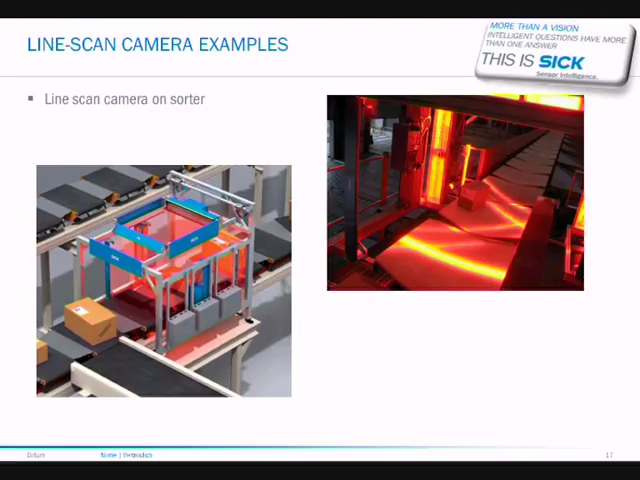 LINE-SCAN CAMERA EXAMPLES
MORE THAN A VISION
INTELLIGENT QUESTIONS HAVE MORE
THAN ONE ANSWER
THIS IS SICK
Sensor Intelligence.
▪ Line scan camera on sorter
Datum
17